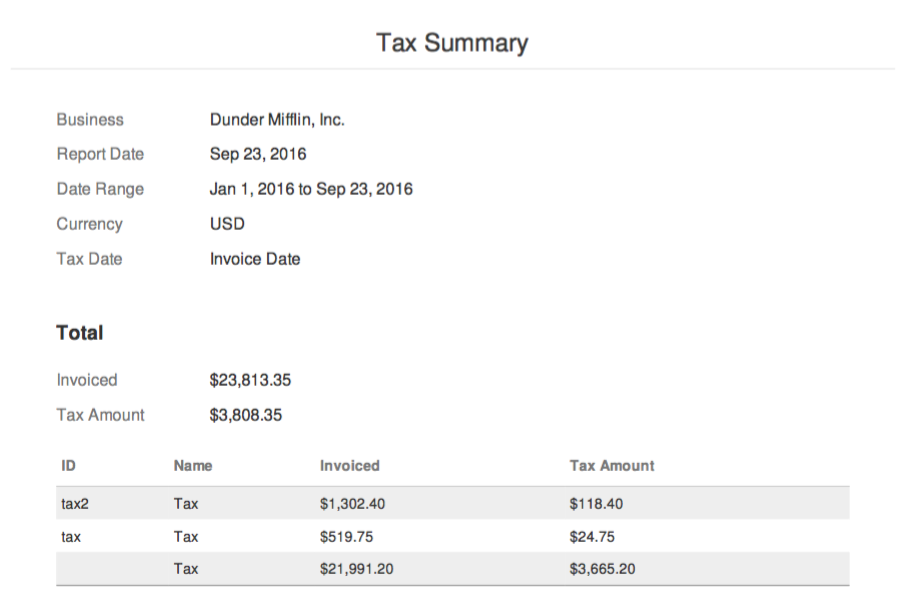 Tax Summary
Business Dunder Mifflin, Inc.
Report Date Sep 23, 2016
Date Range Jan 1, 2016 to Sep 23, 2016
Currency USD
Tax Date Invoice Date
Total
Invoiced $23,813.35
Tax Amount $3,808.35
ID Name Invoiced Tax Amount
tax2 Tax $1,302.40 $118.40
tax Tax $519.75 $24.75
Tax $21,991.20 $3,665.20